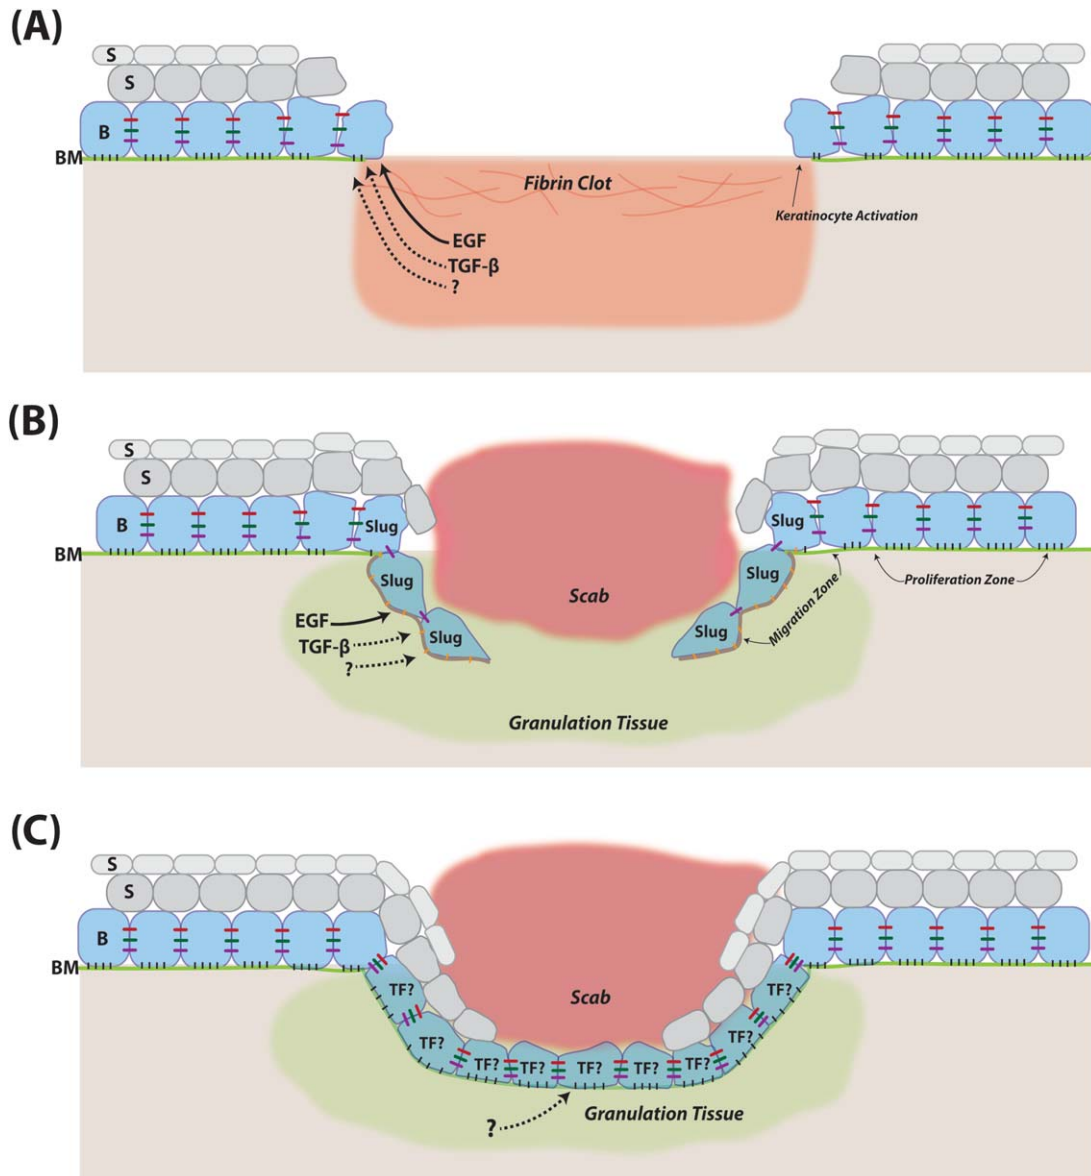 (A)
S
S
B
BM
Fibrin Clot
Keratinocyte Activation
EGF
TGF-β
?
(B)
S
S
B
Slug
Slug
BM
Slug
Slug
Scab
Migration Zone
Proliferation Zone
EGF
Slug
Slug
TGF-β
?
Granulation Tissue
(C)
S
S
B
BM
Scab
TF?
TF?
TF?
TF?
TF?
TF?
TF?
TF?
TF?
?
Granulation Tissue